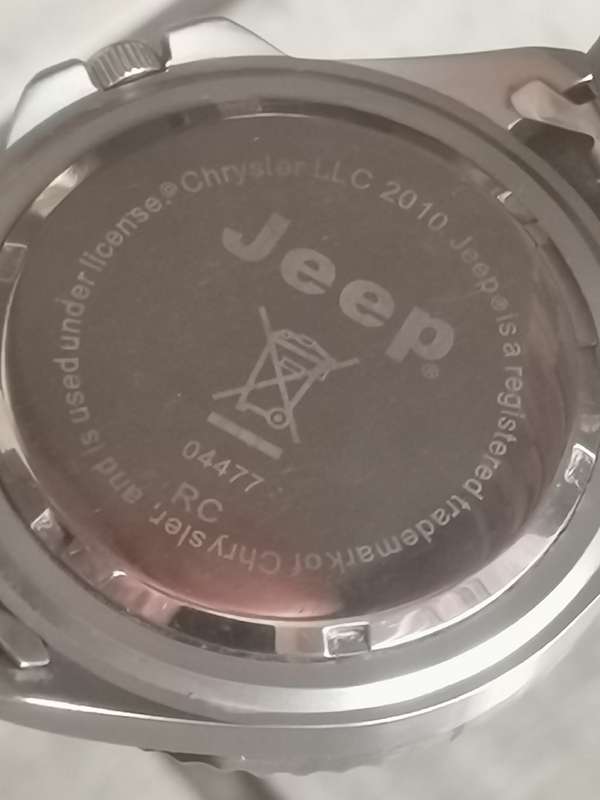 Jeep®
04477
RC
Jeep® is a registered trademark of Chrysler, and is used under license. ©Chrysler LLC 2010